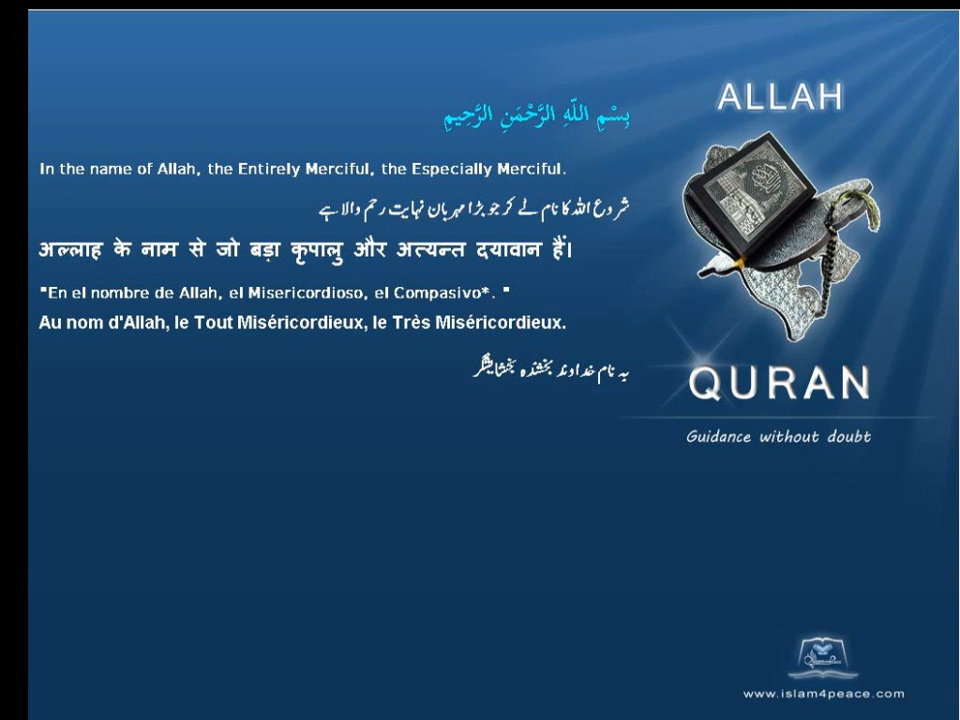 بِسْمِ اللّهِ الرَّحْمَنِ الرَّحِيمِ
In the name of Allah, the Entirely Merciful, the Especially Merciful.
شروع الله کا نام لے کر جو بڑا مہربان نہایت رحم والا ہے
अल्लाह के नाम से जो बड़ा कृपालु और अत्यन्त दयावान हैं।
"En el nombre de Allah, el Misericordioso, el Compasivo*. "
Au nom d'Allah, le Tout Miséricordieux, le Très Miséricordieux.
به نام خداوند بخشنده بخشایشگر
ALLAH
QURAN
Guidance without doubt
www.islam4peace.com